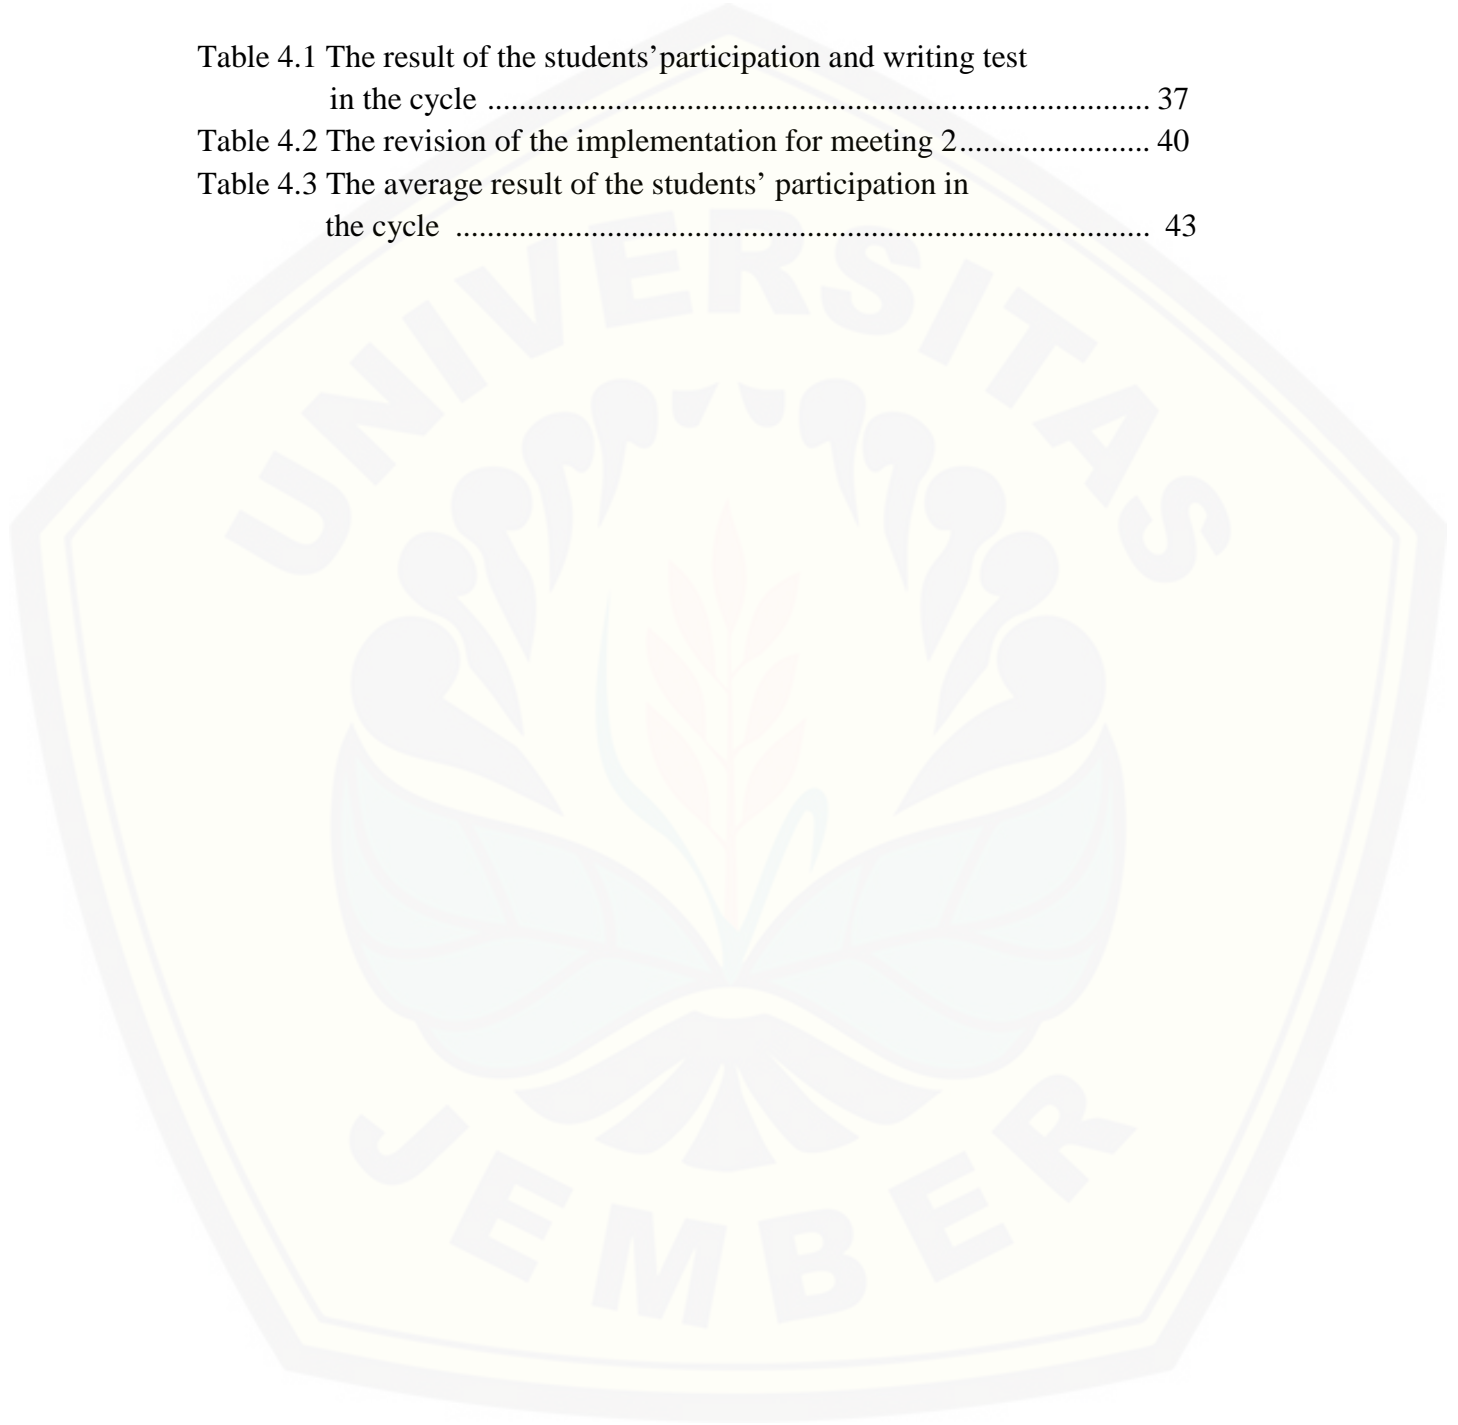 Table 4.1 The result of the students’participation and writing test
in the cycle .................................................................................... 37
Table 4.2 The revision of the implementation for meeting 2........................ 40
Table 4.3 The average result of the students’ participation in
the cycle ........................................................................................ 43
UNIVERSITAS
JEMBER